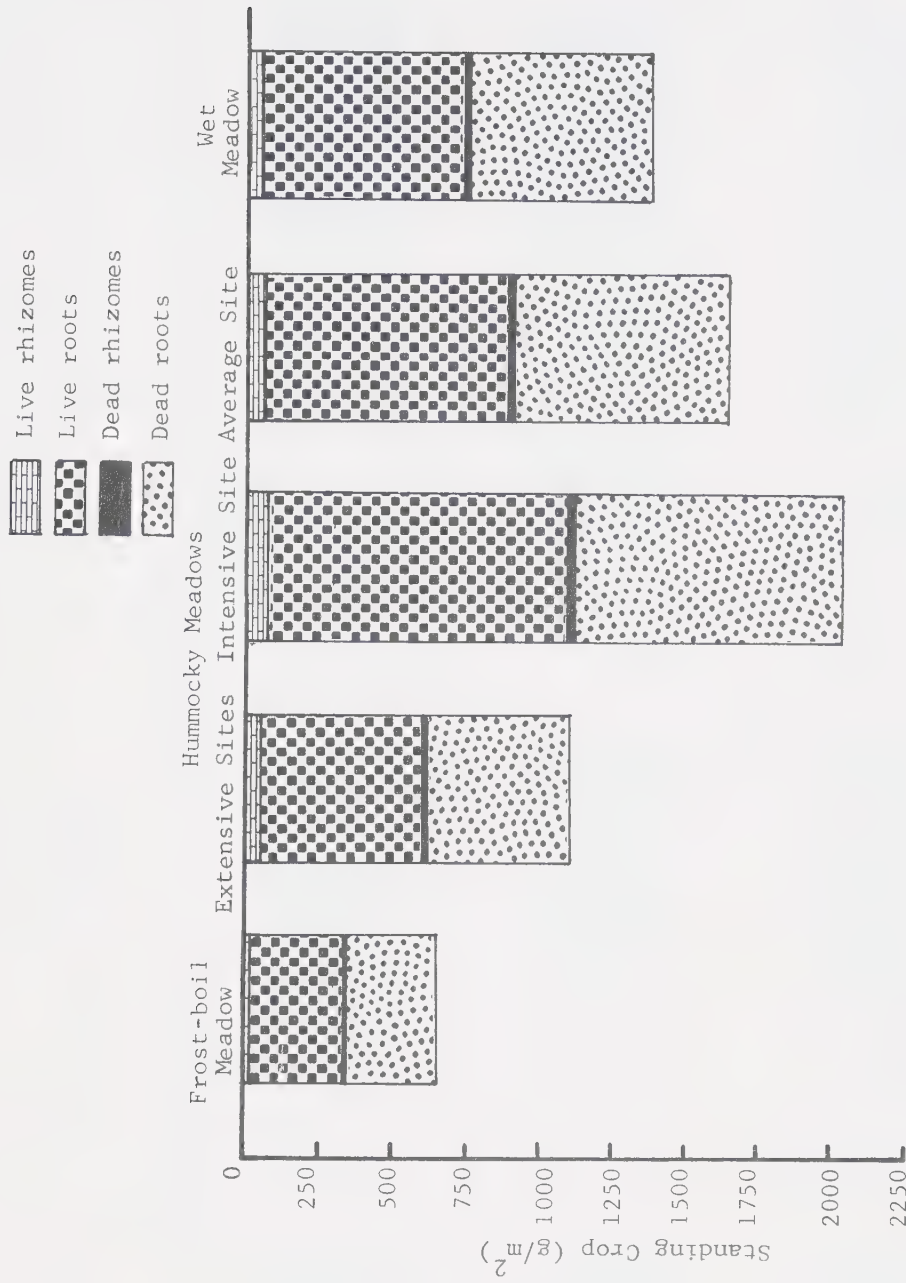 Live rhizomes
Live roots
Dead rhizomes
Dead roots
Hummocky Meadows
Frost-boil
Meadow
Extensive Sites
Intensive Site
Average Site
Wet
Meadow
Standing Crop (g/m²)
0
250
500
750
1000
1250
1500
1750
2000
2250